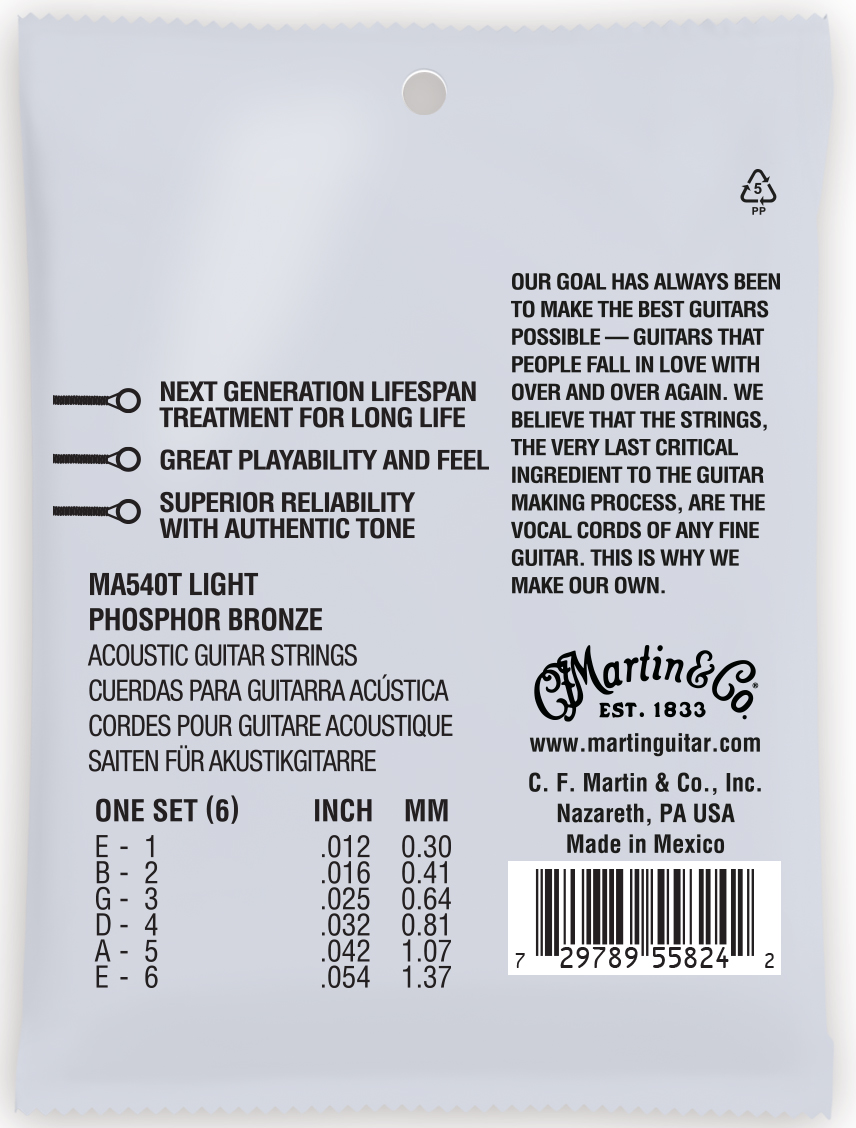 5
PP
OUR GOAL HAS ALWAYS BEEN
TO MAKE THE BEST GUITARS
POSSIBLE — GUITARS THAT
PEOPLE FALL IN LOVE WITH
OVER AND OVER AGAIN. WE
BELIEVE THAT THE STRINGS,
THE VERY LAST CRITICAL
INGREDIENT TO THE GUITAR
MAKING PROCESS, ARE THE
VOCAL CORDS OF ANY FINE
GUITAR. THIS IS WHY WE
MAKE OUR OWN.
NEXT GENERATION LIFESPAN
TREATMENT FOR LONG LIFE
GREAT PLAYABILITY AND FEEL
SUPERIOR RELIABILITY
WITH AUTHENTIC TONE
MA540T LIGHT
PHOSPHOR BRONZE
ACOUSTIC GUITAR STRINGS
CUERDAS PARA GUITARRA ACÚSTICA
CORDES POUR GUITARE ACOUSTIQUE
SAITEN FÜR AKUSTIKGITARRE
ONE SET (6) INCH MM
E - 1 .012 0.30
B - 2 .016 0.41
G - 3 .025 0.64
D - 4 .032 0.81
A - 5 .042 1.07
E - 6 .054 1.37
CF Martin & Co.®
EST. 1833
www.martinguitar.com
C. F. Martin & Co., Inc.
Nazareth, PA USA
Made in Mexico
7 29789 55824 2